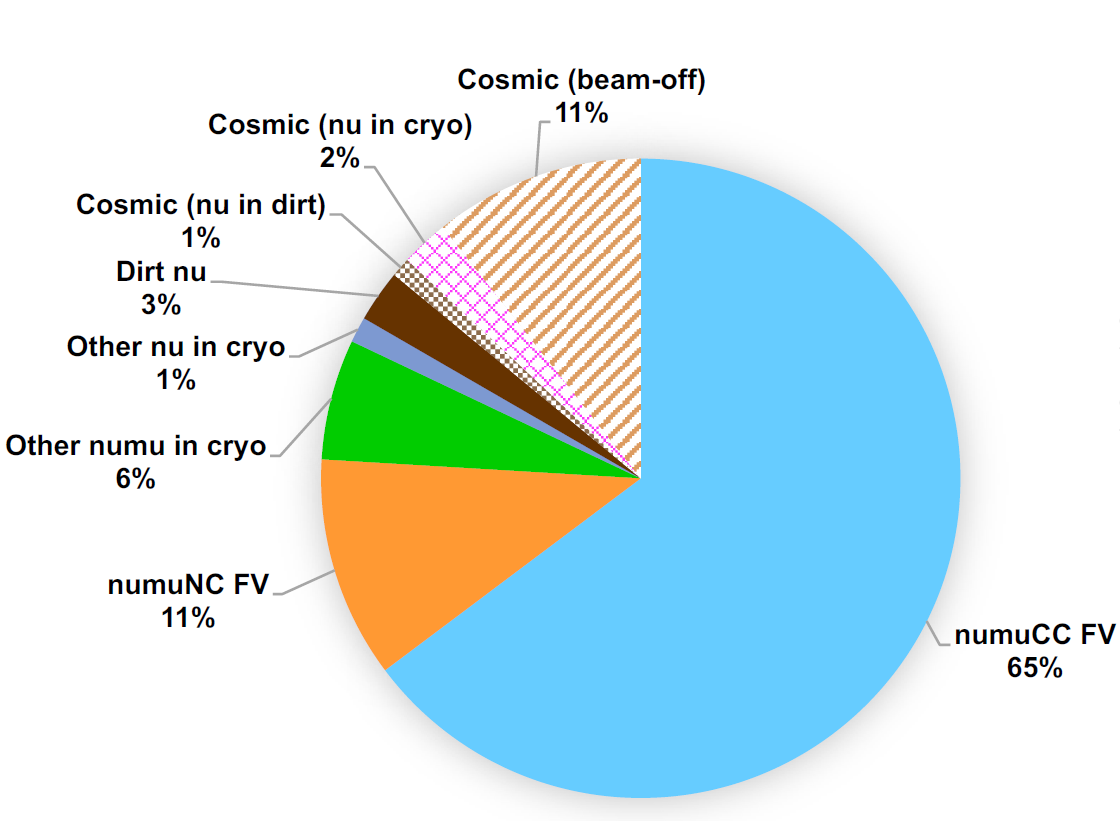 Cosmic (beam-off)
11%
Cosmic (nu in cryo)
2%
Cosmic (nu in dirt)
1%
Dirt nu
3%
Other nu in cryo
1%
Other numu in cryo
6%
numuNC FV
11%
numuCC FV
65%